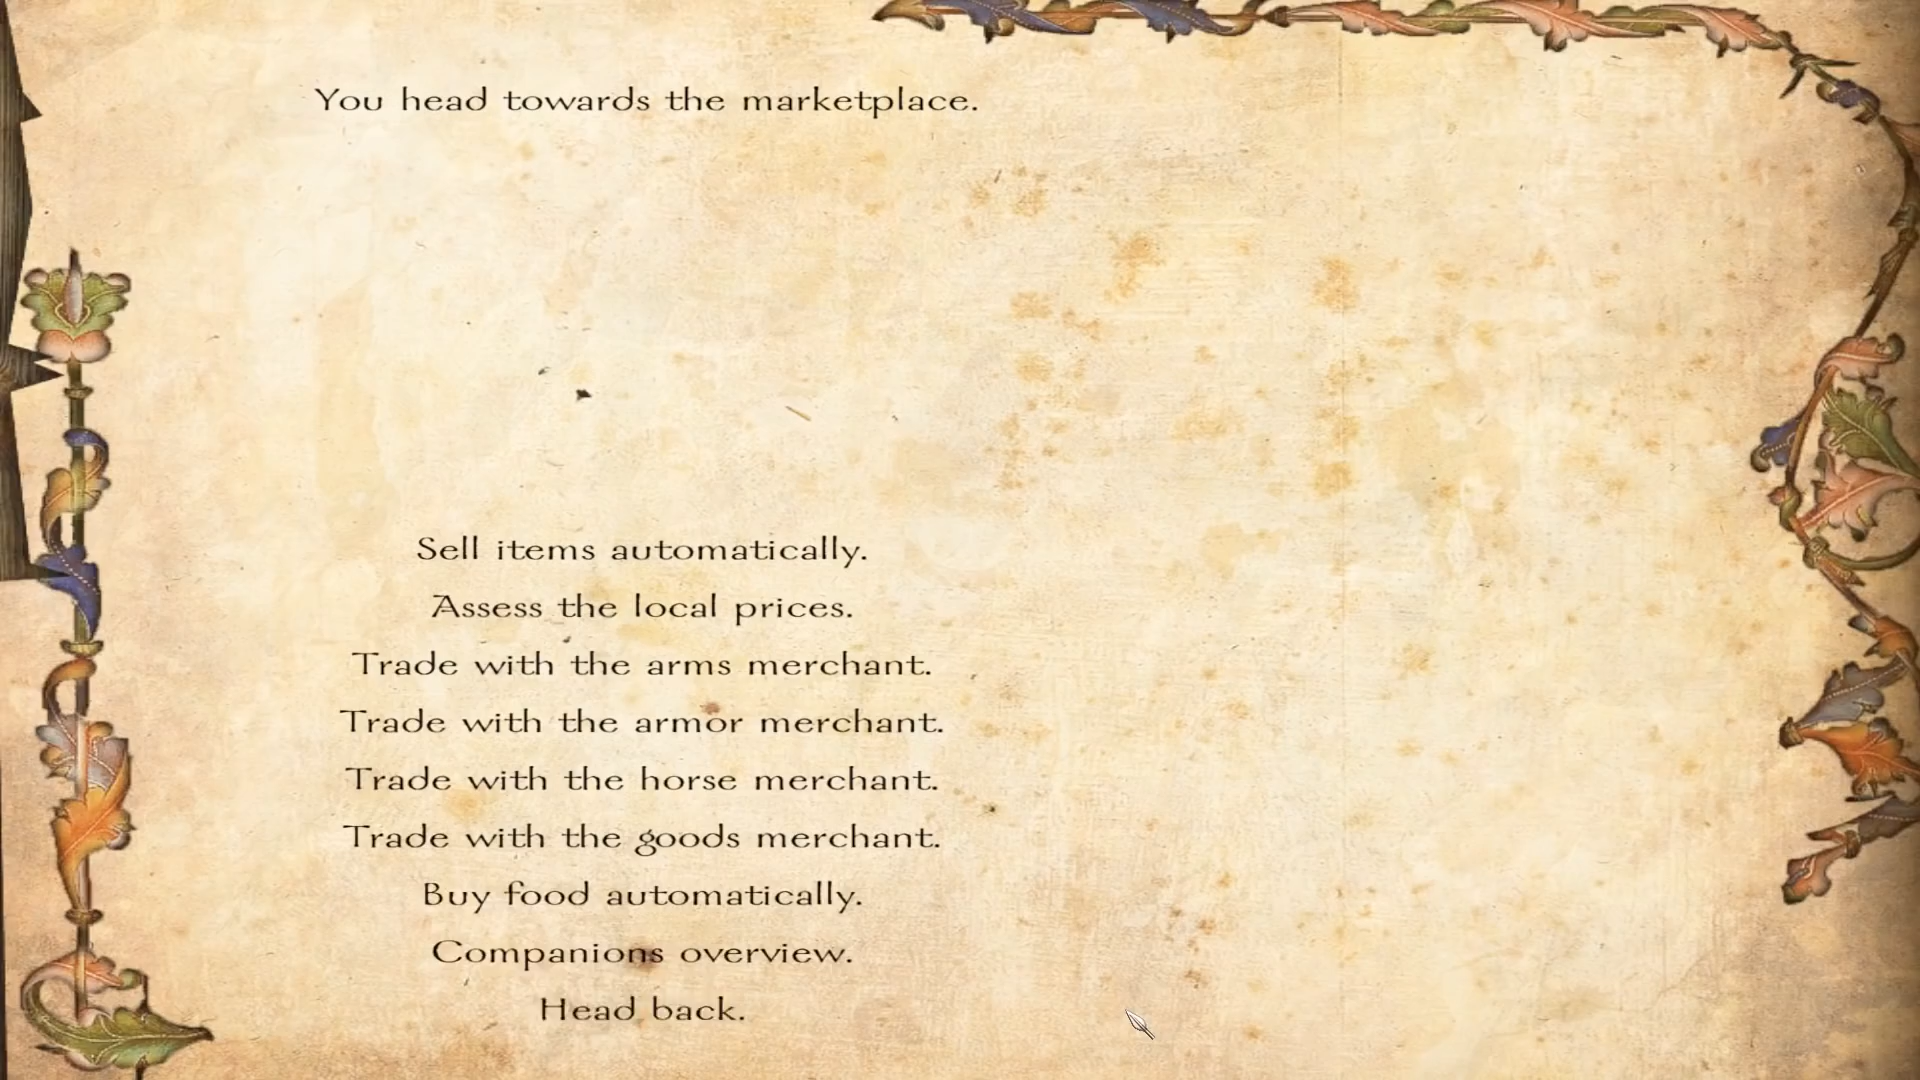 You head towards the marketplace.
Sell items automatically.
Assess the local prices.
Trade with the arms merchant.
Trade with the armor merchant.
Trade with the horse merchant.
Trade with the goods merchant.
Buy food automatically.
Companions overview.
Head back.